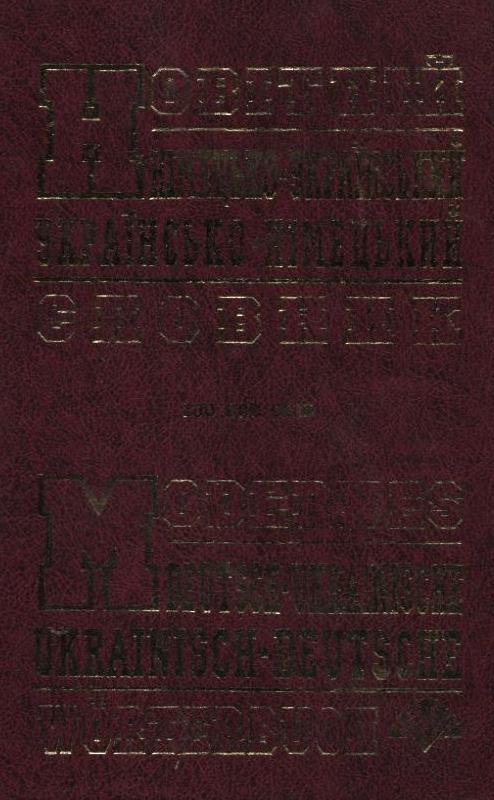 НОВІТНІЙ
НІМЕЦЬКО-УКРАЇНСЬКИЙ
УКРАЇНСЬКО-НІМЕЦЬКИЙ
СЛОВНИК
MODERNES
DEUTSCH-UKRAINISCHE
UKRAINISCH-DEUTSCHE
WÖRTERBUCH